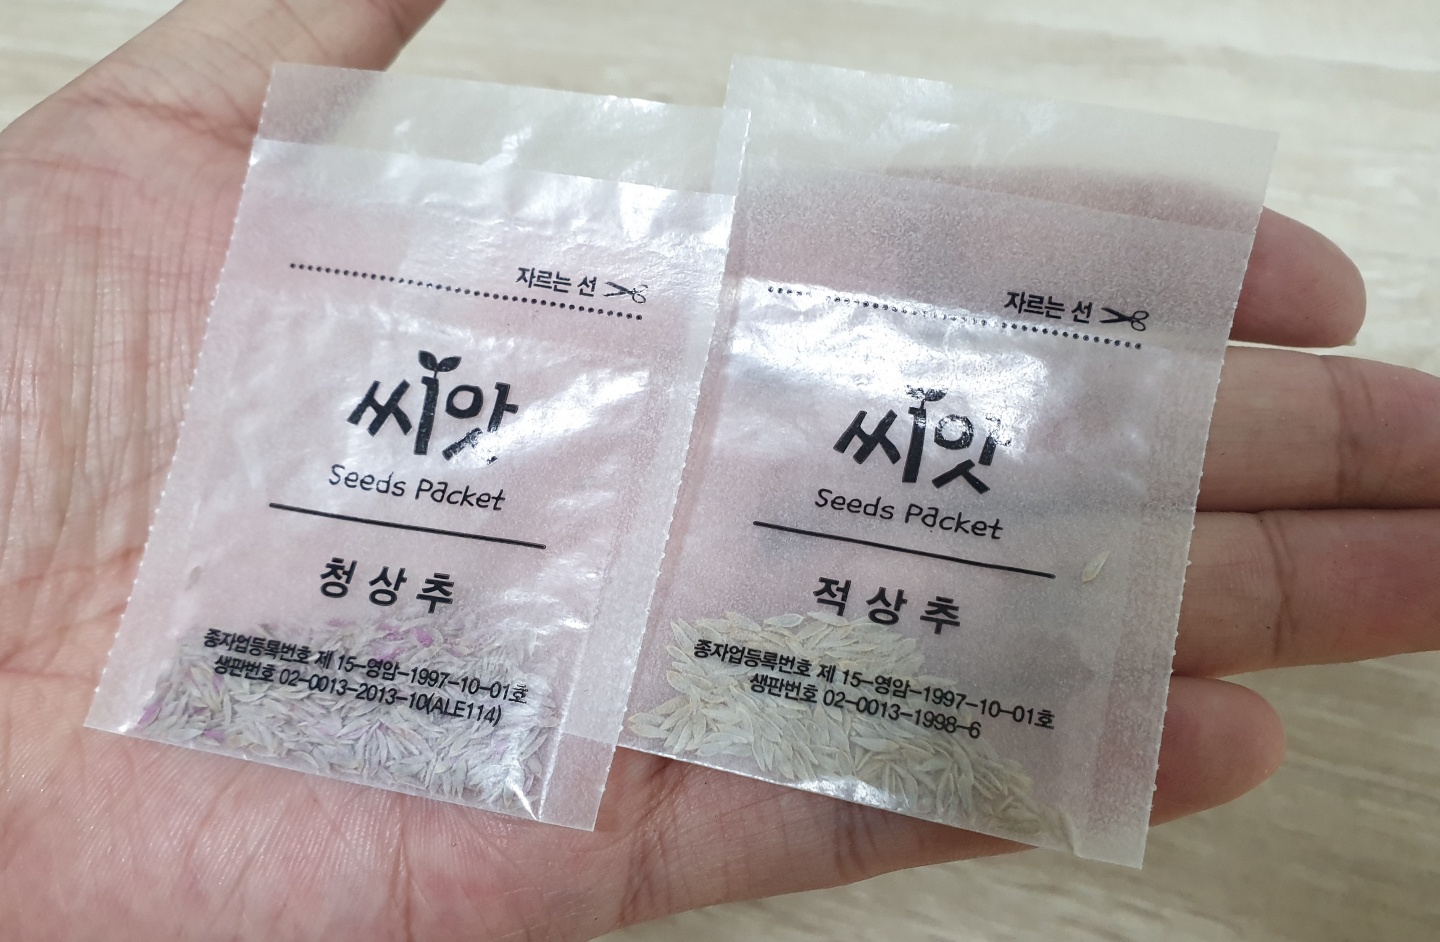 자르는 선
씨앗
Seeds Packet
청상추
종자업등록번호 제 15-영암-1997-10-01호
생판번호 02-0013-2013-10(ALE114)
자르는 선
씨앗
Seeds Packet
적상추
종자업등록번호 제 15-영암-1997-10-01호
생판번호 02-0013-1998-6